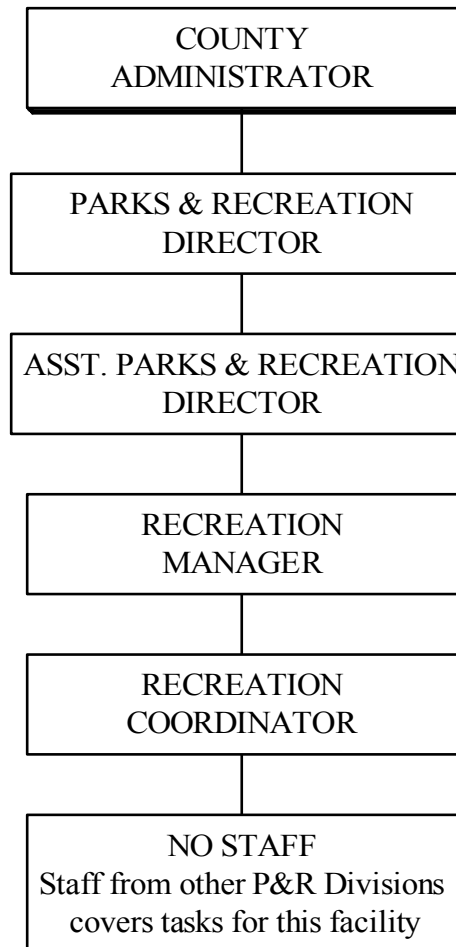 COUNTY
ADMINISTRATOR
PARKS & RECREATION
DIRECTOR
ASST. PARKS & RECREATION
DIRECTOR
RECREATION
MANAGER
RECREATION
COORDINATOR
NO STAFF
Staff from other P&R Divisions
covers tasks for this facility